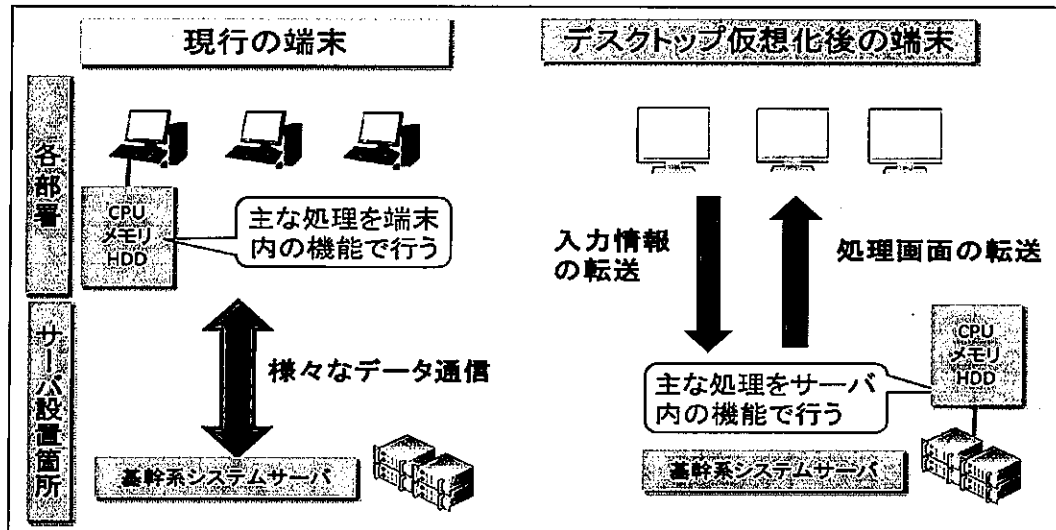 現行の端末
デスクトップ仮想化後の端末
各部署
CPU
メモリ
HDD
主な処理を端末
内の機能で行う
入力情報
の転送
処理画面の転送
サーバ設置箇所
様々なデータ通信
基幹系システムサーバ
CPU
メモリ
HDD
主な処理をサーバ
内の機能で行う
基幹系システムサーバ